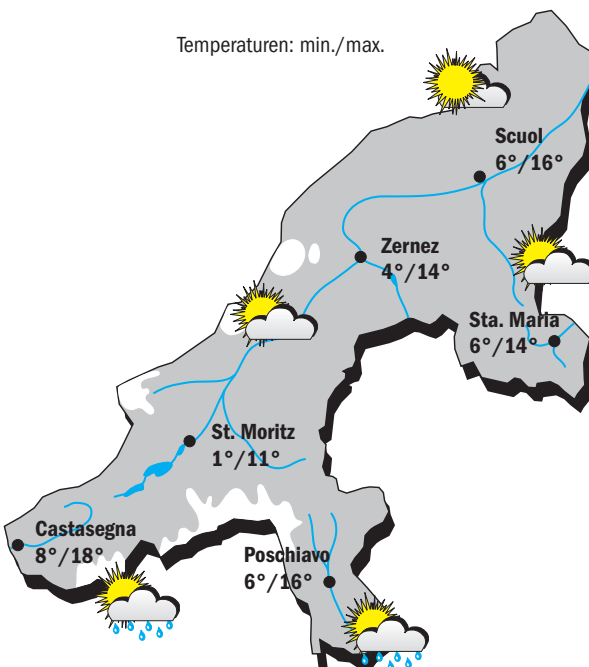 Temperaturen: min./max.
Scuol
6°/16°
Zernez
4°/14°
Sta. Maria
6°/14°
St. Moritz
1°/11°
Castasegna
8°/18°
Poschiavo
6°/16°